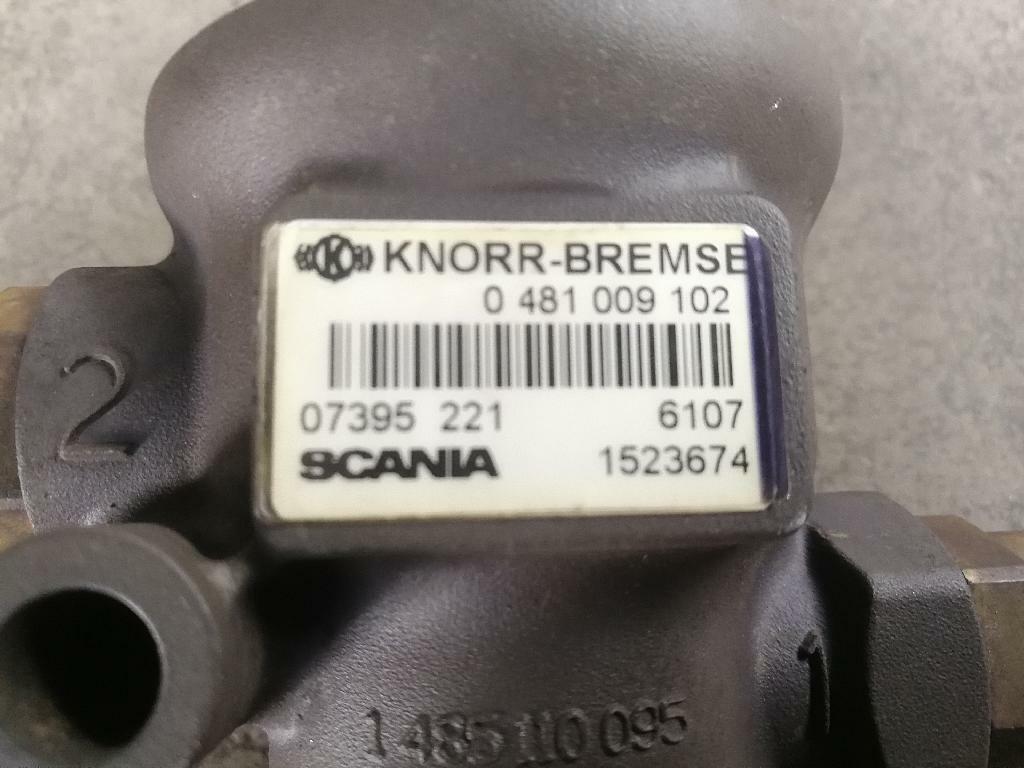 KNORR-BREMSE
0 481 009 102
07395 221 6107
SCANIA 1523674
2
1
1 485 110 095